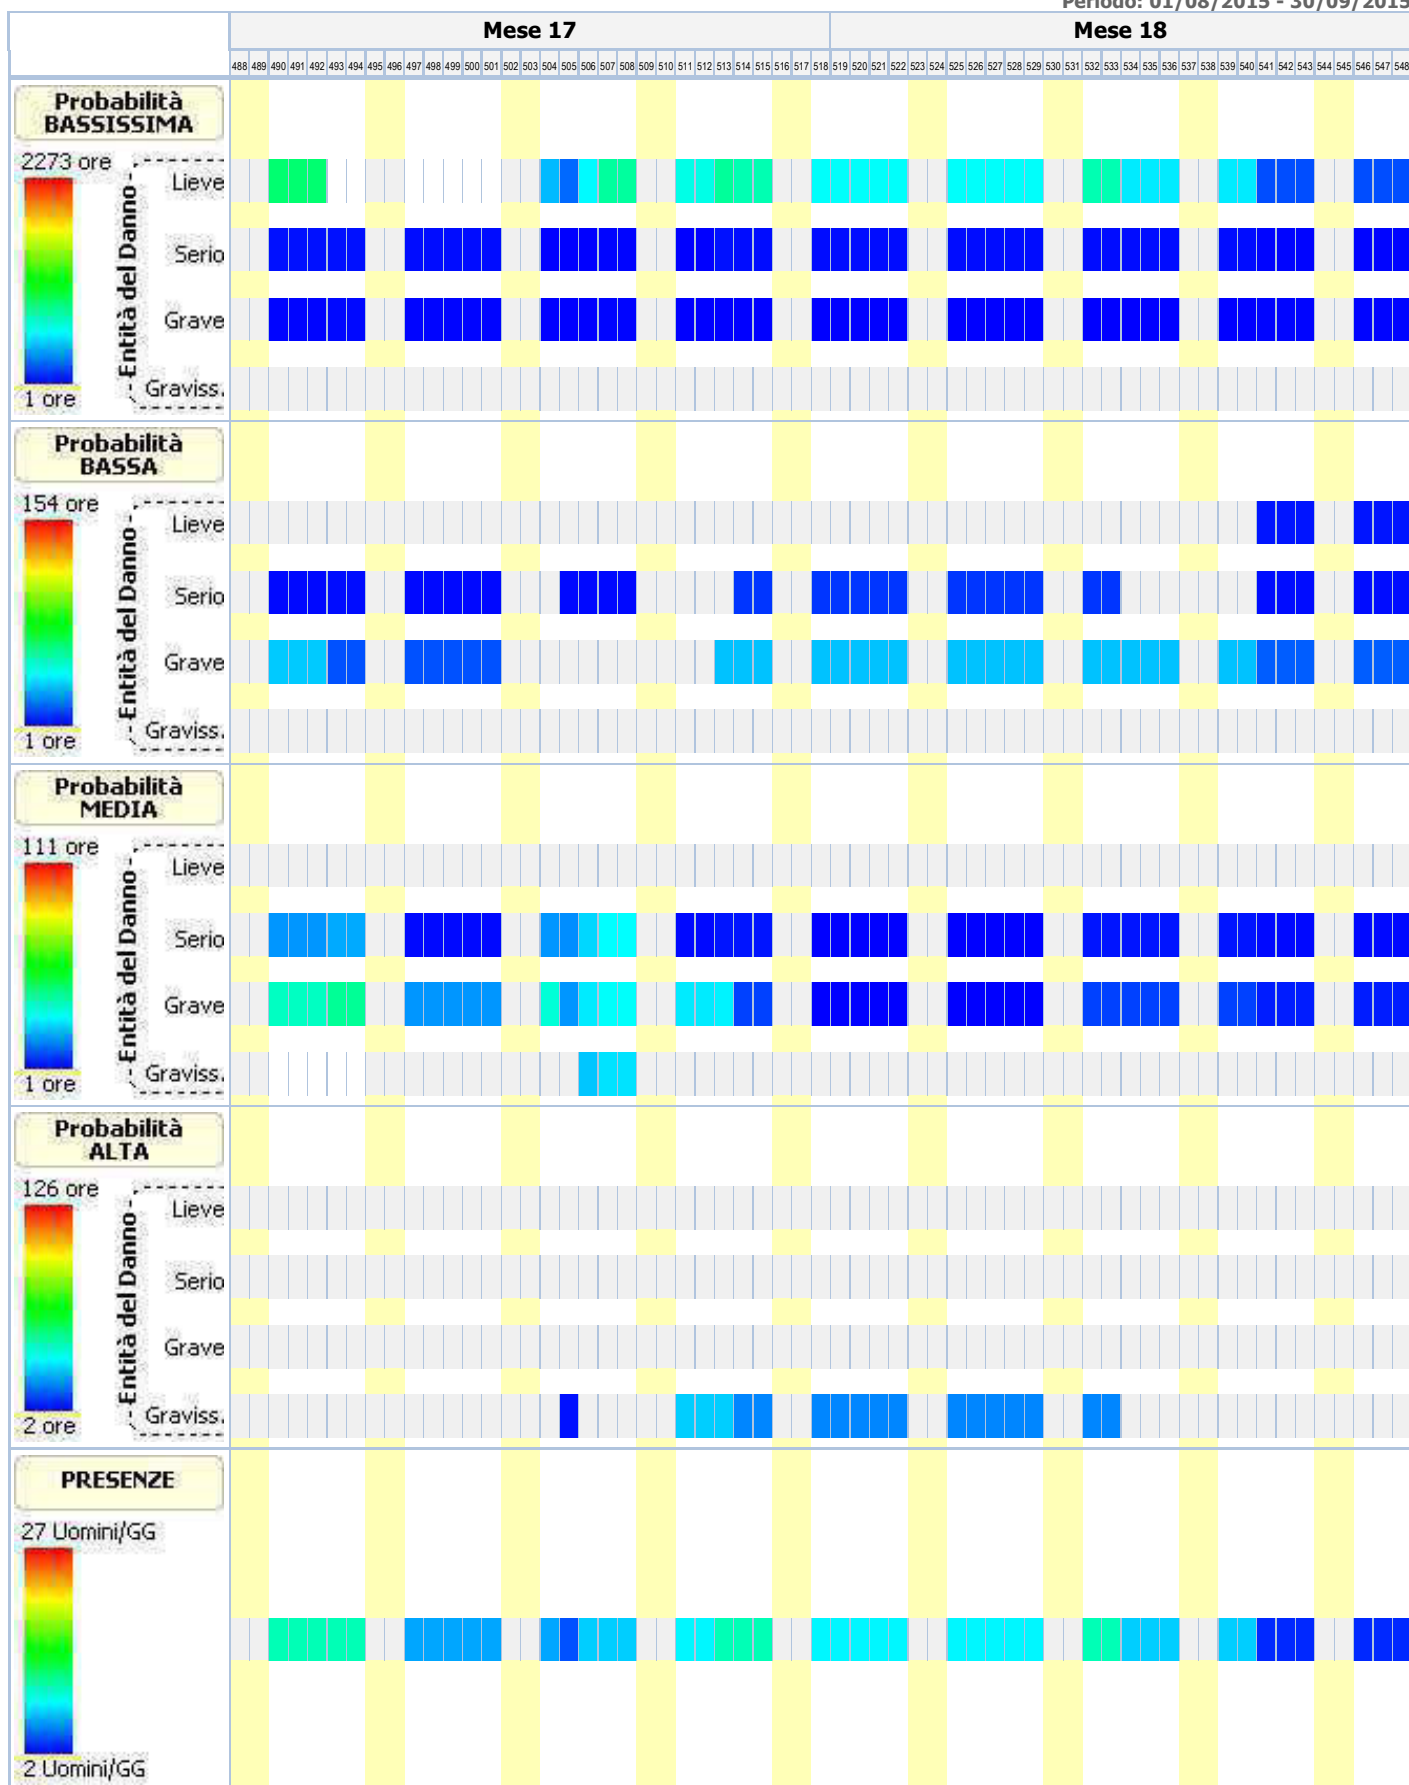 Periodo: 01/08/2015 - 30/09/2015
Mese 17 Mese 18
488 489 490 491 492 493 494 495 496 497 498 499 500 501 502 503 504 505 506 507 508 509 510 511 512 513 514 515 516 517 518 519 520 521 522 523 524 525 526 527 528 529 530 531 532 533 534 535 536 537 538 539 540 541 542 543 544 545 546 547 548
Probabilità
BASSISSIMA
2273 ore
Entità del Danno
Lieve
Serio
Grave
Graviss.
1 ore
Probabilità
BASSA
154 ore
Entità del Danno
Lieve
Serio
Grave
Graviss.
1 ore
Probabilità
MEDIA
111 ore
Entità del Danno
Lieve
Serio
Grave
Graviss.
1 ore
Probabilità
ALTA
126 ore
Entità del Danno
Lieve
Serio
Grave
Graviss.
2 ore
PRESENZE
27 Uomini/GG
2 Uomini/GG